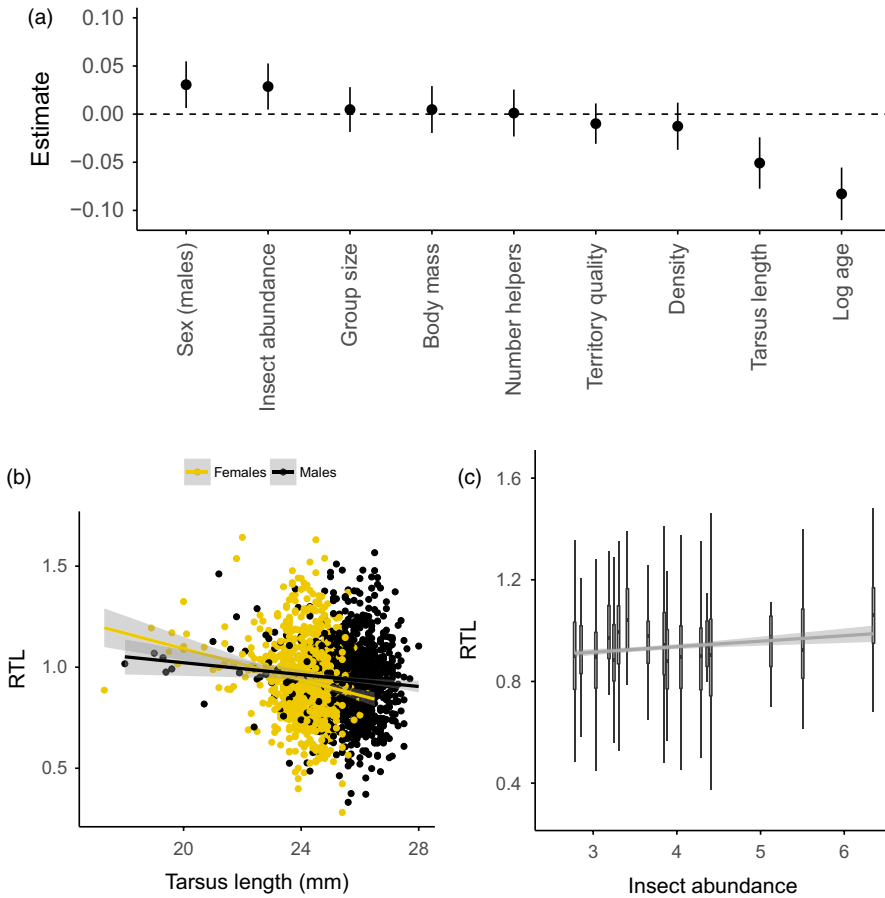 (a)
0.10
0.05
0.00
−0.05
−0.10
Estimate
Sex (males)
Insect abundance
Group size
Body mass
Number helpers
Territory quality
Density
Tarsus length
Log age
(b)
Females Males
1.5
1.0
0.5
RTL
20 24 28
Tarsus length (mm)
(c)
1.6
1.2
0.8
0.4
RTL
3 4 5 6
Insect abundance